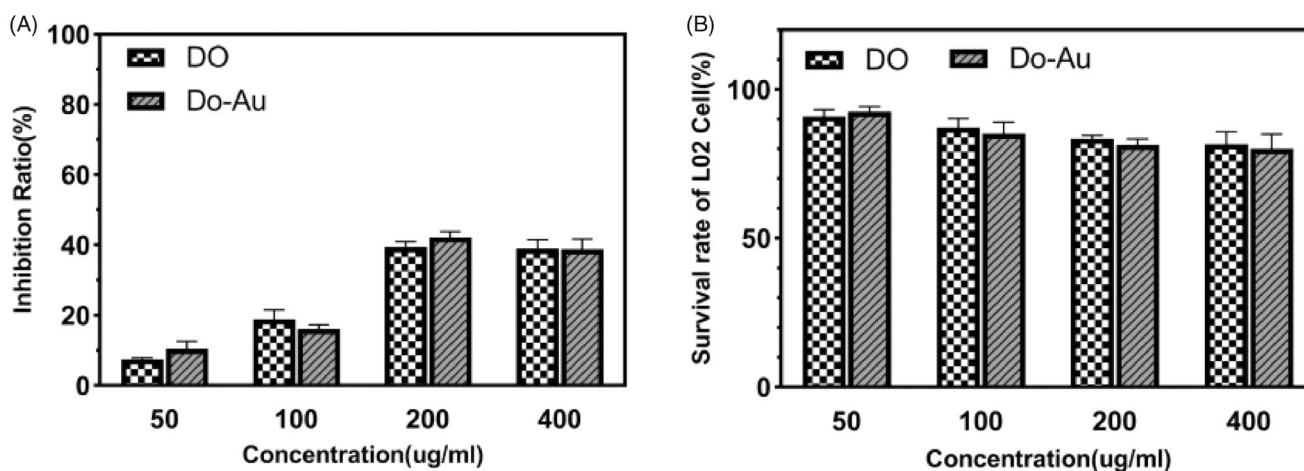 (A)
100
80
60
40
20
0
Inhibition Ratio(%)
DO
Do-Au
50 100 200 400
Concentration(ug/ml)
(B)
100
50
0
Survival rate of L02 Cell(%)
DO Do-Au
50 100 200 400
Concentration(ug/ml)